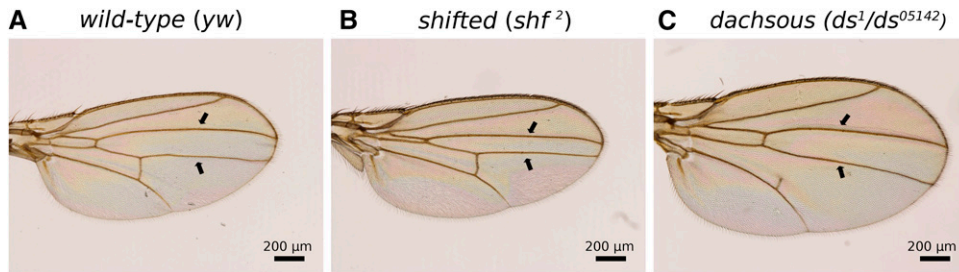 A wild-type (yw)
B shifted (shf ²)
C dachsous (ds¹/ds⁰⁵¹⁴²)
200 µm
200 µm
200 µm